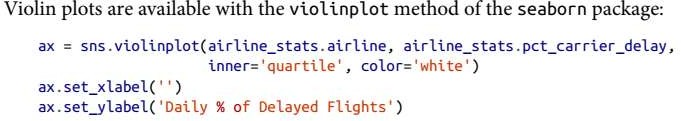 Violin plots are available with the violinplot method of the seaborn package:
ax = sns.violinplot(airline_stats.airline, airline_stats.pct_carrier_delay,
                    inner='quartile', color='white')
ax.set_xlabel('')
ax.set_ylabel('Daily % of Delayed Flights')